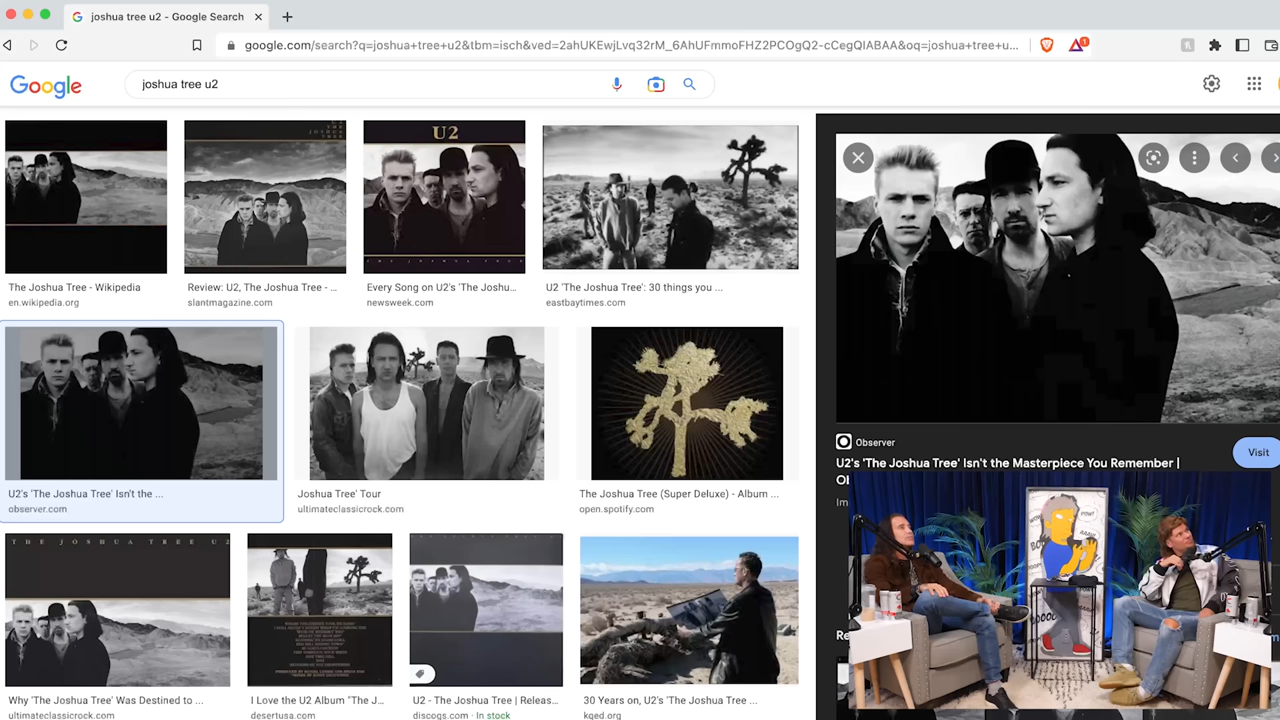 joshua tree u2 - Google Search
google.com/search?q=joshua+tree+u2&tbm=isch&ved=2ahUKEwjLvq32rM_6AhUFmmoFHZ2PCOgQ2-cCegQIABAA&oq=joshua+tree+u...
1
Google
joshua tree u2
U2
The Joshua Tree - Wikipedia
en.wikipedia.org
Review: U2, The Joshua Tree - ...
slantmagazine.com
Every Song on U2's 'The Joshu...
newsweek.com
U2 'The Joshua Tree': 30 things you ...
eastbaytimes.com
U2's 'The Joshua Tree' Isn't the ...
observer.com
Joshua Tree' Tour
ultimateclassicrock.com
The Joshua Tree (Super Deluxe) - Album ...
open.spotify.com
Observer
Visit
U2's 'The Joshua Tree' Isn't the Masterpiece You Remember |
THE JOSHUA TREE U2
Why 'The Joshua Tree' Was Destined to ...
ultimateclassicrock.com
I Love the U2 Album "The J...
desertusa.com
U2 - The Joshua Tree | Releas...
discogs.com · In stock
30 Years on, U2's 'The Joshua Tree ...
kqed.org